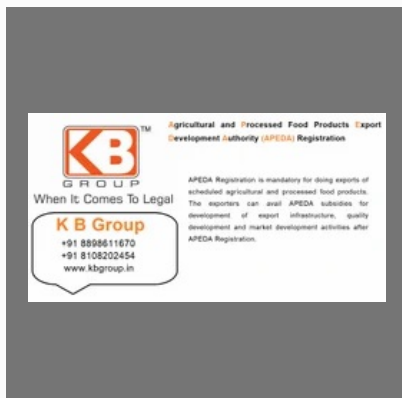 KB TM
GROUP
When It Comes To Legal
K B Group
+91 8898611670
+91 8108202454
www.kbgroup.in
Agricultural and Processed Food Products Export
Development Authority (APEDA) Registration
APEDA Registration is mandatory for doing exports of
scheduled agricultural and processed food products.
The exporters can avail APEDA subsidies for
development of export infrastructure, quality
development and market development activities after
APEDA Registration.